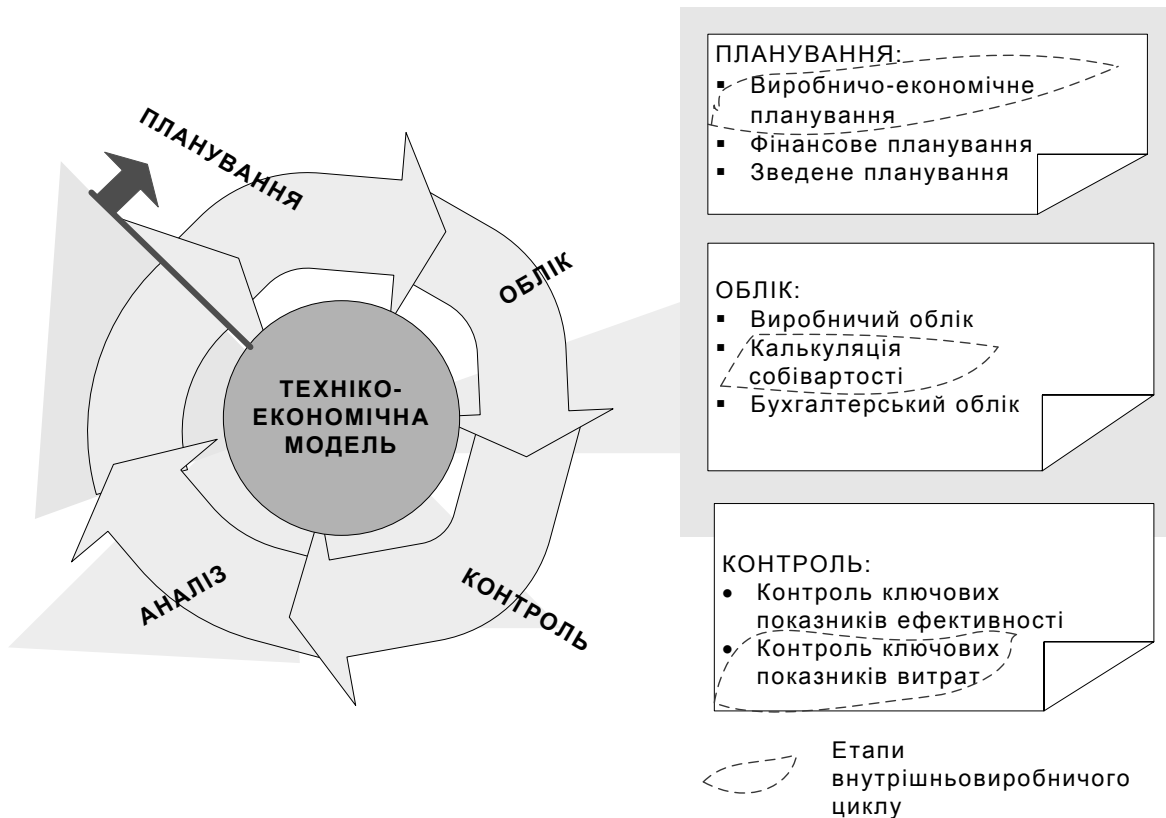 ПЛАНУВАННЯ
ОБЛІК
КОНТРОЛЬ
АНАЛІЗ
ТЕХНІКО-
ЕКОНОМІЧНА
МОДЕЛЬ
ПЛАНУВАННЯ:
▪ Виробничо-економічне
планування
▪ Фінансове планування
▪ Зведене планування
ОБЛІК:
▪ Виробничий облік
▪ Калькуляція
собівартості
▪ Бухгалтерський облік
КОНТРОЛЬ:
• Контроль ключових
показників ефективності
• Контроль ключових
показників витрат
Етапи
внутрішньовиробничого
циклу